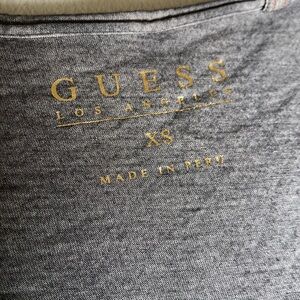 GUESS
LOS ANGELES
XS
MADE IN PERU